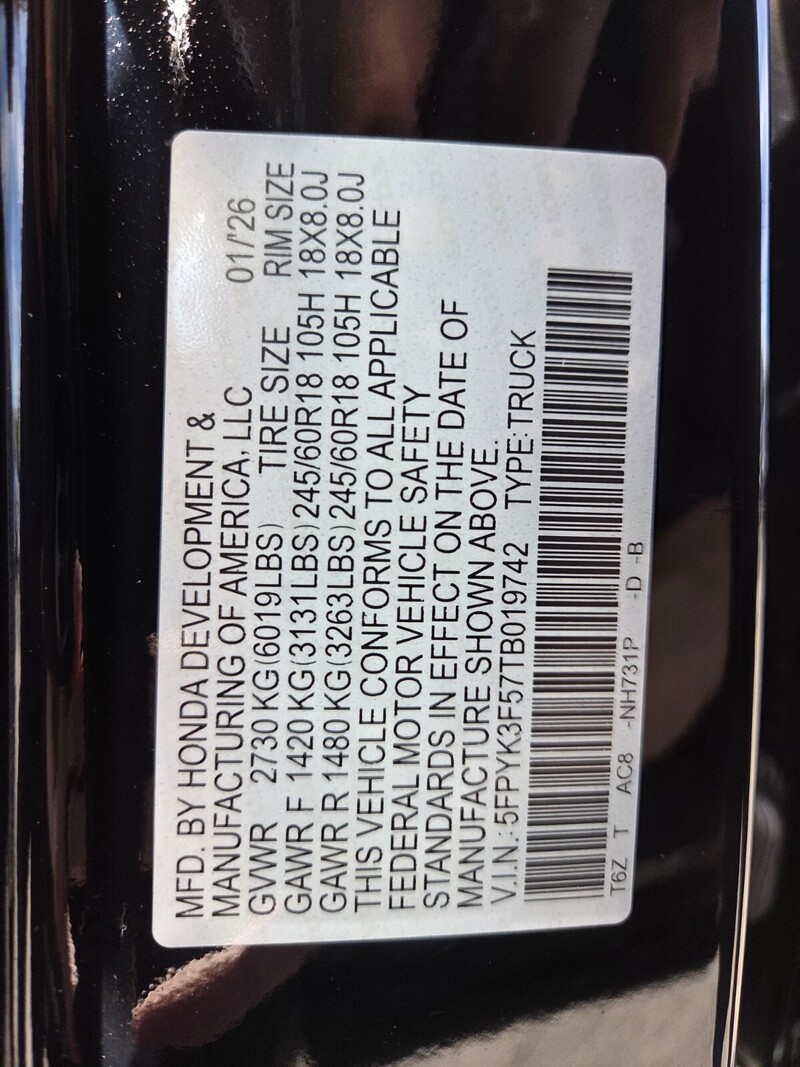 MFD. BY HONDA DEVELOPMENT &
MANUFACTURING OF AMERICA, LLC 01/'26
GVWR 2730 KG(6019LBS) TIRE SIZE RIM SIZE
GAWR F 1420 KG(3131LBS) 245/60R18 105H 18X8.0J
GAWR R 1480 KG(3263LBS) 245/60R18 105H 18X8.0J
THIS VEHICLE CONFORMS TO ALL APPLICABLE
FEDERAL MOTOR VEHICLE SAFETY
STANDARDS IN EFFECT ON THE DATE OF
MANUFACTURE SHOWN ABOVE.
V.I.N.: 5FPYK3F57TB019742 TYPE:TRUCK
T6Z T AC8 -NH731P -D -B